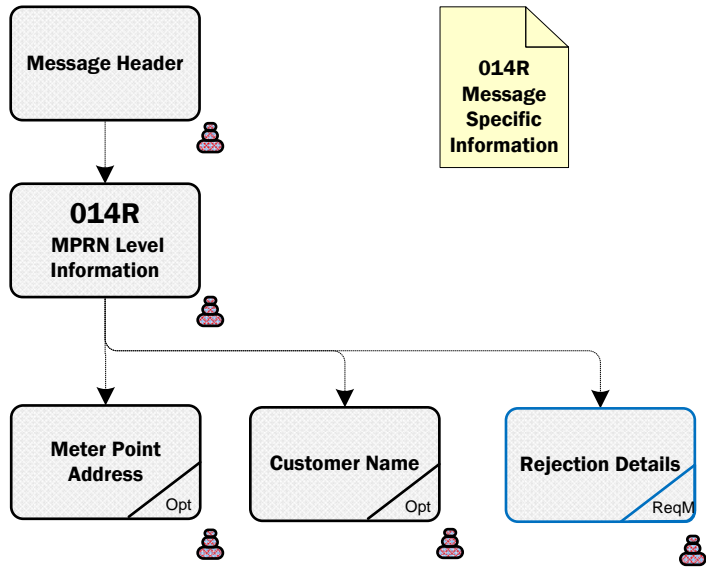 Message Header
014R
Message
Specific
Information
014R
MPRN Level
Information
Meter Point
Address
Opt
Customer Name
Opt
Rejection Details
ReqM